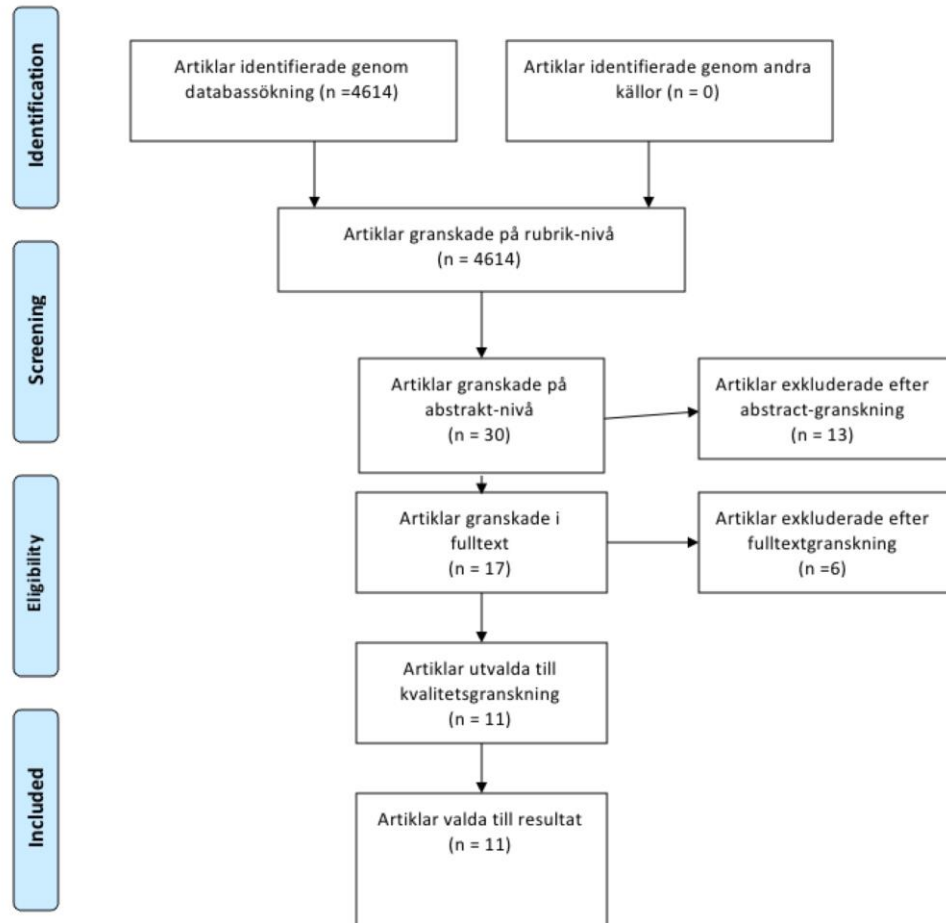 Identification
Artiklar identifierade genom
databassökning (n =4614)
Artiklar identifierade genom andra
källor (n = 0)
Artiklar granskade på rubrik-nivå
(n = 4614)
Screening
Artiklar granskade på
abstrakt-nivå
(n = 30)
Artiklar exkluderade efter
abstract-granskning
(n = 13)
Eligibility
Artiklar granskade i
fulltext
(n = 17)
Artiklar exkluderade efter
fulltextgranskning
(n =6)
Artiklar utvalda till
kvalitetsgranskning
(n = 11)
Included
Artiklar valda till resultat
(n = 11)